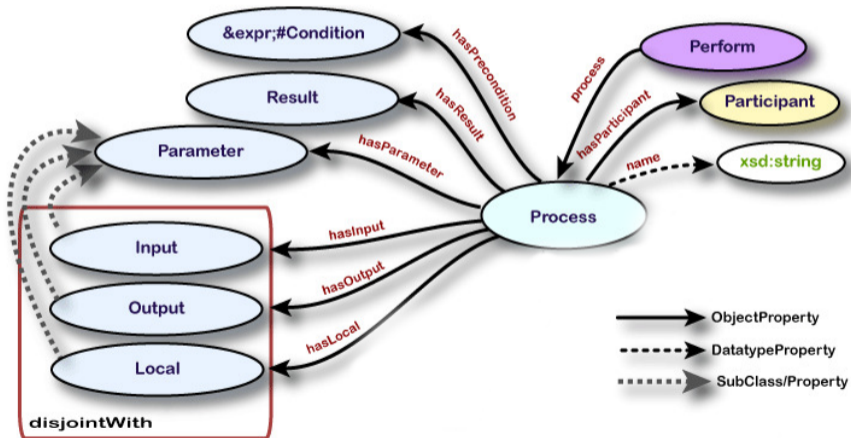 &expr;#Condition
hasPrecondition
Perform
process
Result
hasResult
hasParticipant
Participant
Parameter
hasParameter
name
xsd:string
Process
Input
hasInput
Output
hasOutput
Local
hasLocal
disjointWith
ObjectProperty
DatatypeProperty
SubClass/Property